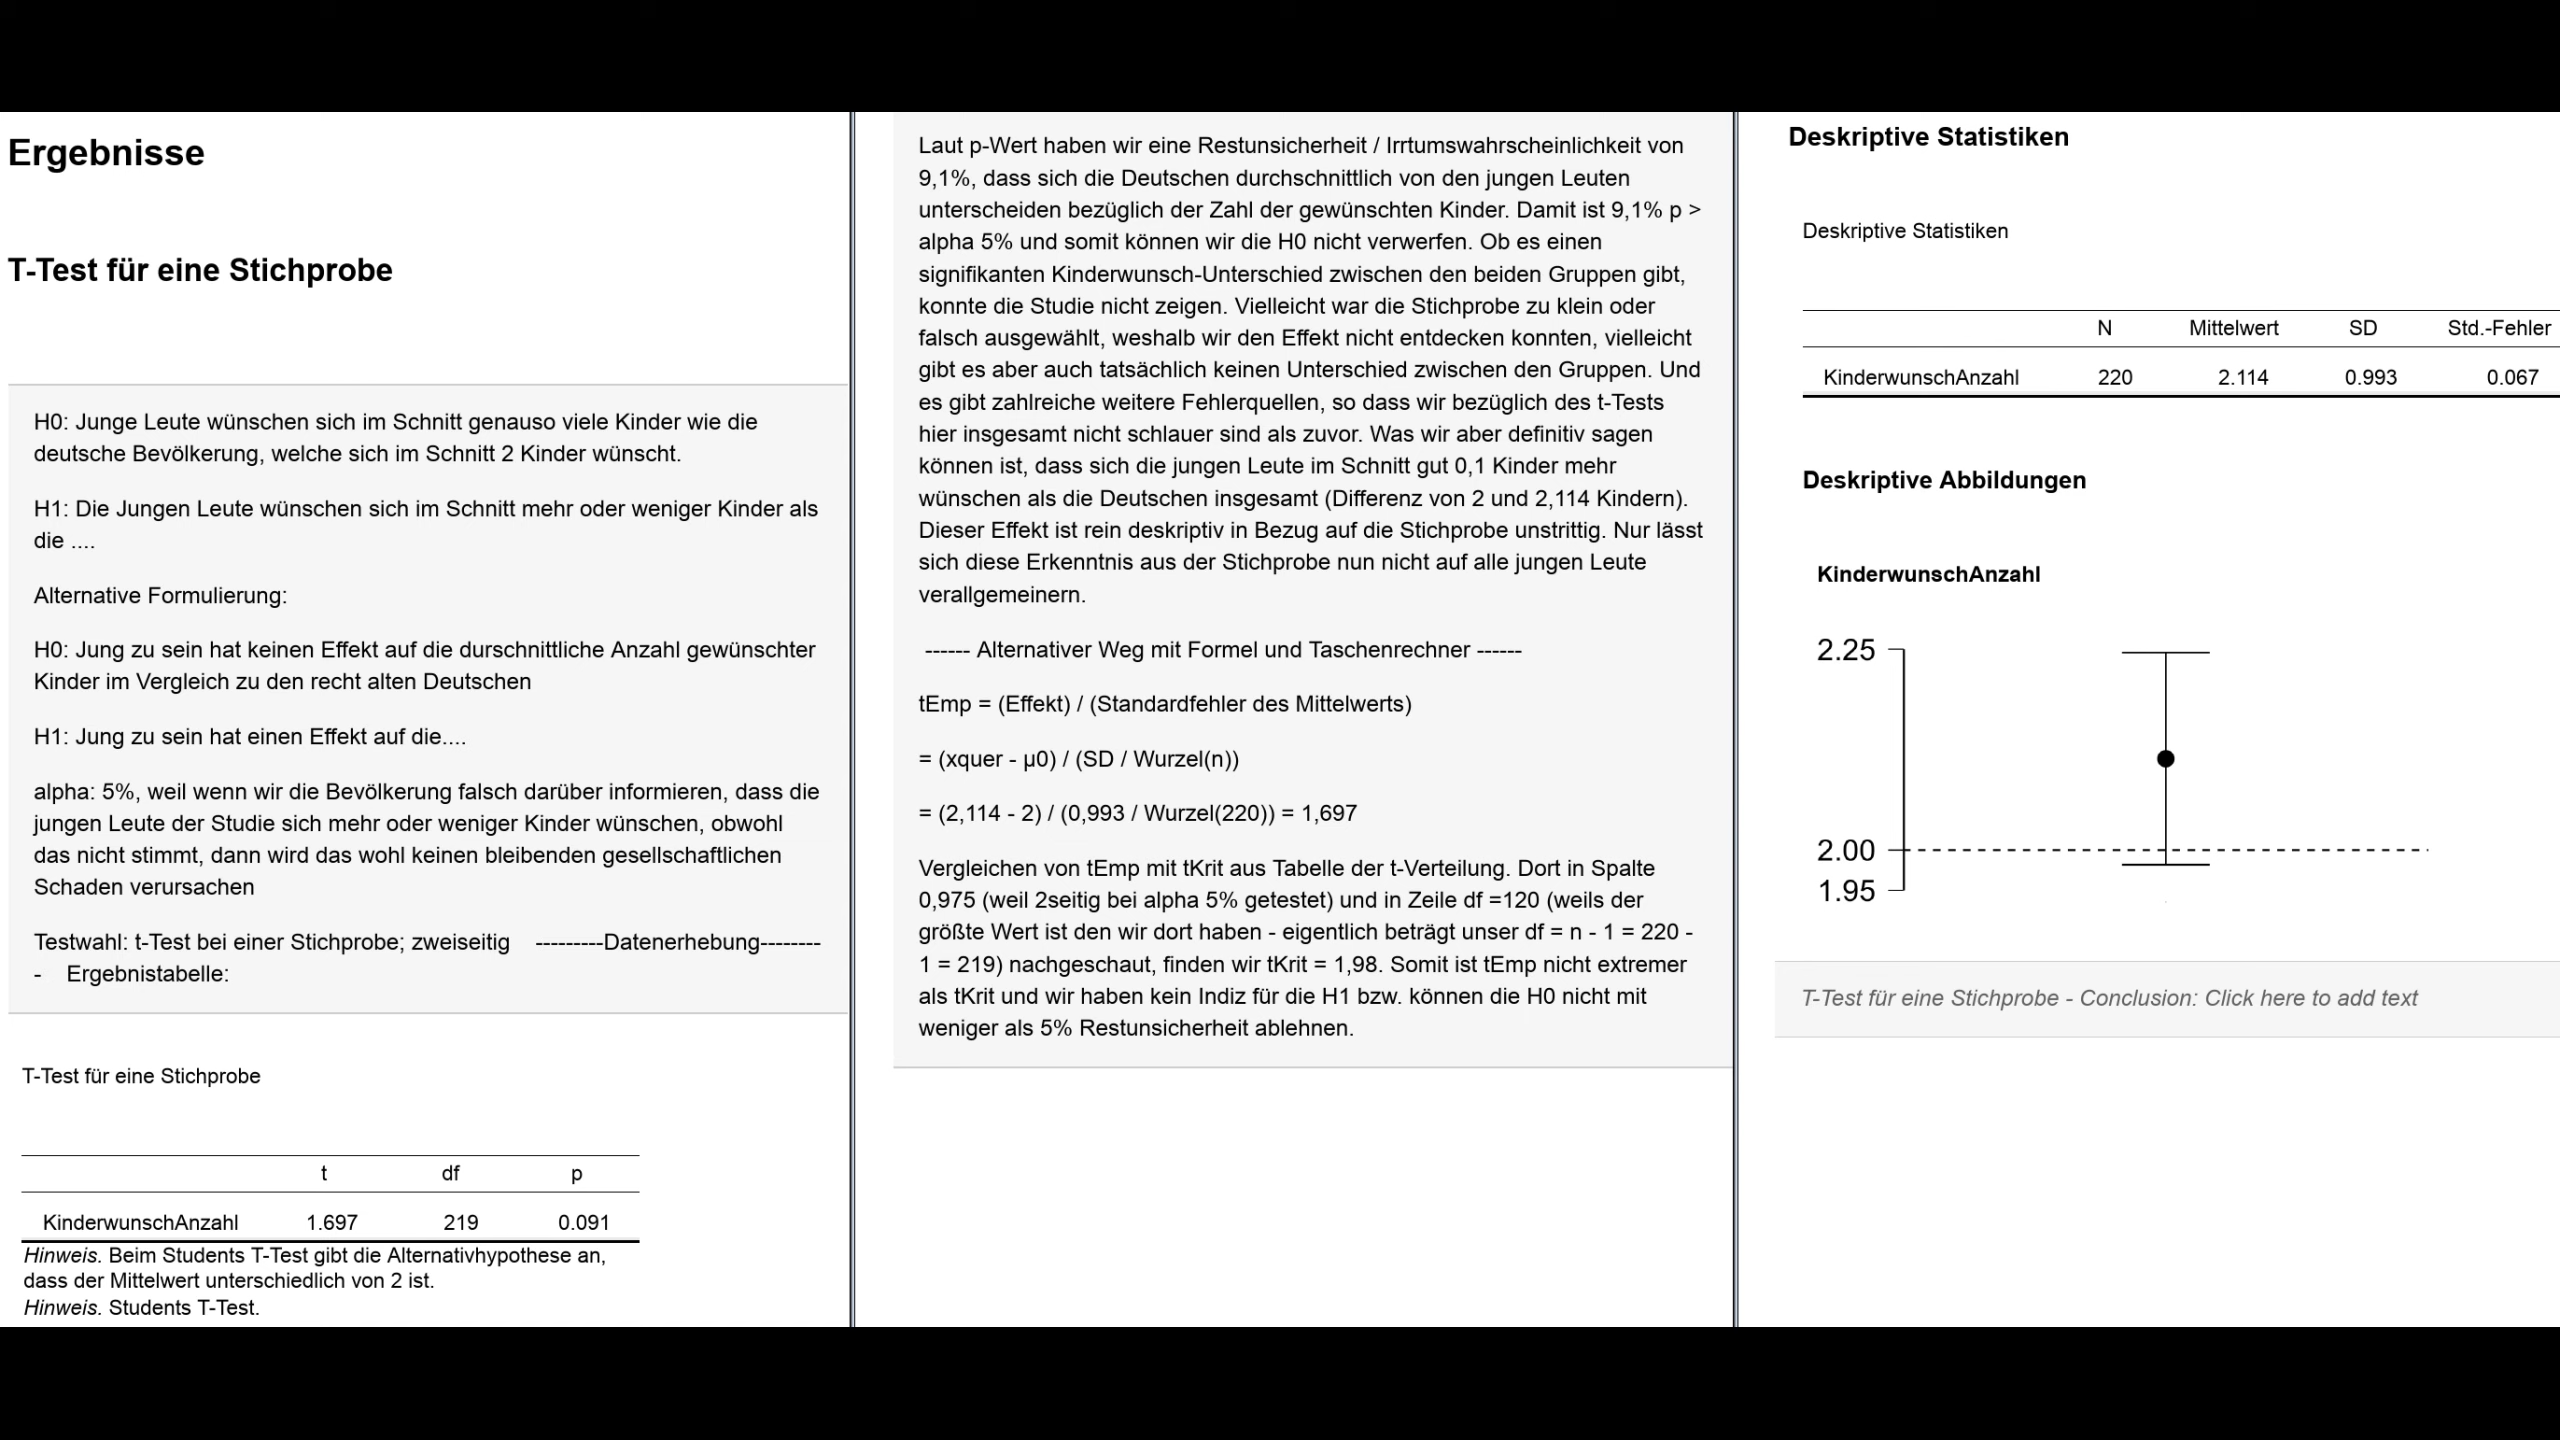 Ergebnisse
T-Test für eine Stichprobe
H0: Junge Leute wünschen sich im Schnitt genauso viele Kinder wie die
deutsche Bevölkerung, welche sich im Schnitt 2 Kinder wünscht.
H1: Die Jungen Leute wünschen sich im Schnitt mehr oder weniger Kinder als
die ....
Alternative Formulierung:
H0: Jung zu sein hat keinen Effekt auf die durschnittliche Anzahl gewünschter
Kinder im Vergleich zu den recht alten Deutschen
H1: Jung zu sein hat einen Effekt auf die....
alpha: 5%, weil wenn wir die Bevölkerung falsch darüber informieren, dass die
jungen Leute der Studie sich mehr oder weniger Kinder wünschen, obwohl
das nicht stimmt, dann wird das wohl keinen bleibenden gesellschaftlichen
Schaden verursachen
Testwahl: t-Test bei einer Stichprobe; zweiseitig ---------Datenerhebung--------
- Ergebnistabelle:
T-Test für eine Stichprobe
t df p
KinderwunschAnzahl 1.697 219 0.091
Hinweis. Beim Students T-Test gibt die Alternativhypothese an,
dass der Mittelwert unterschiedlich von 2 ist.
Hinweis. Students T-Test.
Laut p-Wert haben wir eine Restunsicherheit / Irrtumswahrscheinlichkeit von
9,1%, dass sich die Deutschen durchschnittlich von den jungen Leuten
unterscheiden bezüglich der Zahl der gewünschten Kinder. Damit ist 9,1% p >
alpha 5% und somit können wir die H0 nicht verwerfen. Ob es einen
signifikanten Kinderwunsch-Unterschied zwischen den beiden Gruppen gibt,
konnte die Studie nicht zeigen. Vielleicht war die Stichprobe zu klein oder
falsch ausgewählt, weshalb wir den Effekt nicht entdecken konnten, vielleicht
gibt es aber auch tatsächlich keinen Unterschied zwischen den Gruppen. Und
es gibt zahlreiche weitere Fehlerquellen, so dass wir bezüglich des t-Tests
hier insgesamt nicht schlauer sind als zuvor. Was wir aber definitiv sagen
können ist, dass sich die jungen Leute im Schnitt gut 0,1 Kinder mehr
wünschen als die Deutschen insgesamt (Differenz von 2 und 2,114 Kindern).
Dieser Effekt ist rein deskriptiv in Bezug auf die Stichprobe unstrittig. Nur lässt
sich diese Erkenntnis aus der Stichprobe nun nicht auf alle jungen Leute
verallgemeinern.
------ Alternativer Weg mit Formel und Taschenrechner ------
tEmp = (Effekt) / (Standardfehler des Mittelwerts)
= (xquer - µ0) / (SD / Wurzel(n))
= (2,114 - 2) / (0,993 / Wurzel(220)) = 1,697
Vergleichen von tEmp mit tKrit aus Tabelle der t-Verteilung. Dort in Spalte
0,975 (weil 2seitig bei alpha 5% getestet) und in Zeile df =120 (weils der
größte Wert ist den wir dort haben - eigentlich beträgt unser df = n - 1 = 220 -
1 = 219) nachgeschaut, finden wir tKrit = 1,98. Somit ist tEmp nicht extremer
als tKrit und wir haben kein Indiz für die H1 bzw. können die H0 nicht mit
weniger als 5% Restunsicherheit ablehnen.
Deskriptive Statistiken
Deskriptive Statistiken
N Mittelwert SD Std.-Fehler
KinderwunschAnzahl 220 2.114 0.993 0.067
Deskriptive Abbildungen
KinderwunschAnzahl
2.25
2.00
1.95
T-Test für eine Stichprobe - Conclusion: Click here to add text